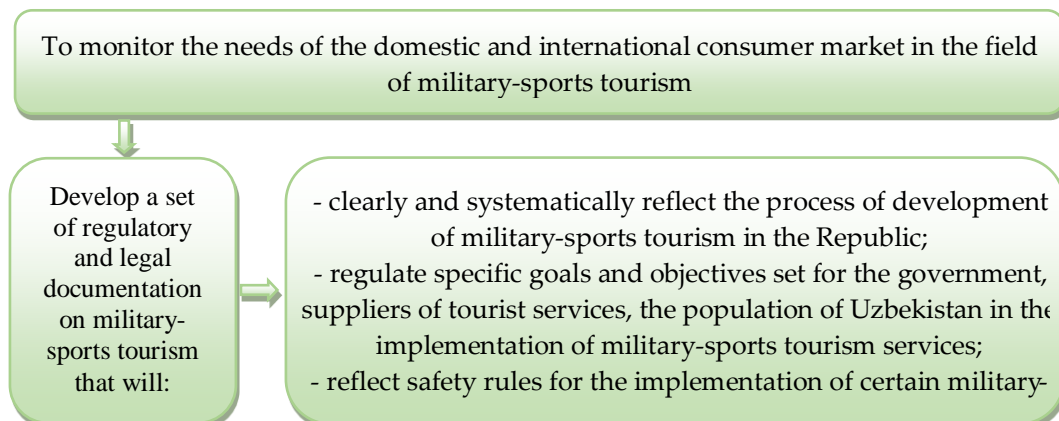 To monitor the needs of the domestic and international consumer market in the field
of military-sports tourism
Develop a set
of regulatory
and legal
documentation
on military-
sports tourism
that will:
- clearly and systematically reflect the process of development
of military-sports tourism in the Republic;
- regulate specific goals and objectives set for the government,
suppliers of tourist services, the population of Uzbekistan in the
implementation of military-sports tourism services;
- reflect safety rules for the implementation of certain military-